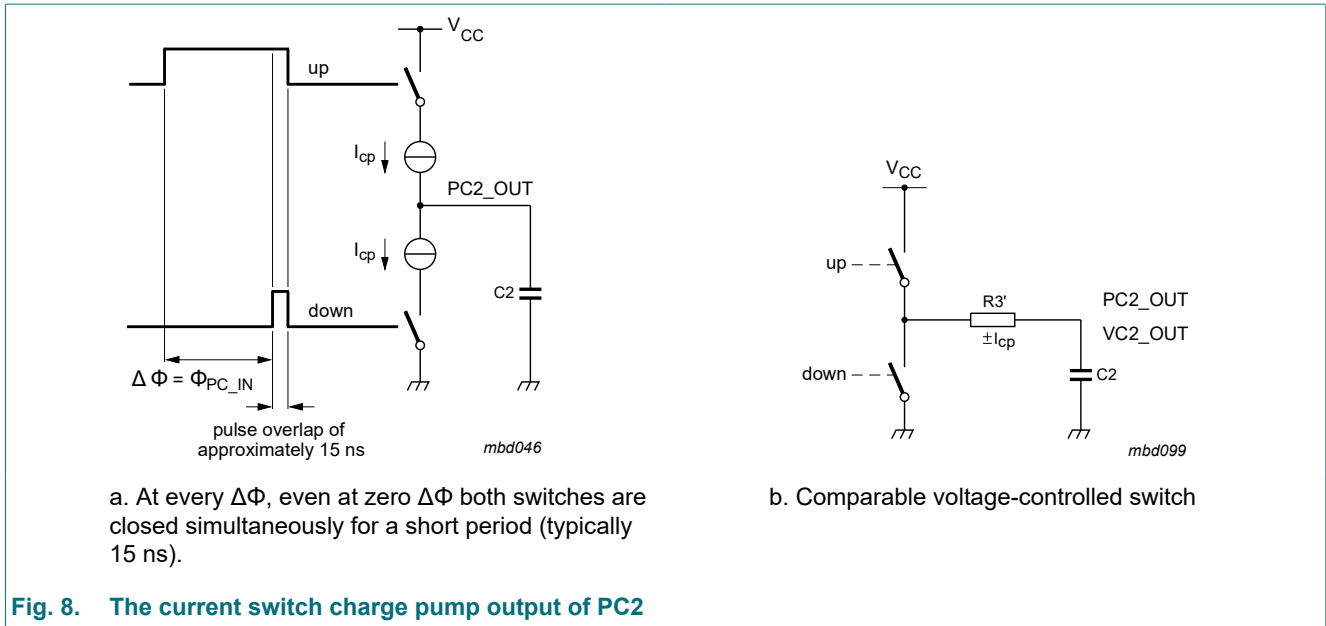 V_CC
up
I_cp
PC2_OUT
I_cp
C2
down
ΔΦ = Φ_PC_IN
pulse overlap of
approximately 15 ns
mbd046
V_CC
up
R3'
±I_cp
PC2_OUT
VC2_OUT
down
C2
mbd099
a. At every ΔΦ, even at zero ΔΦ both switches are
closed simultaneously for a short period (typically
15 ns).
b. Comparable voltage-controlled switch
Fig. 8. The current switch charge pump output of PC2